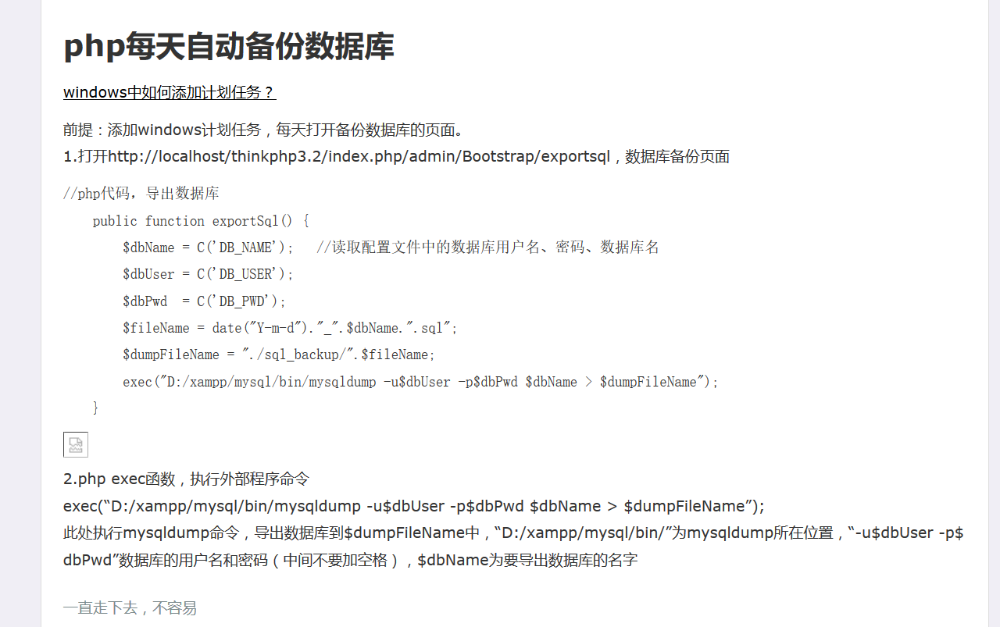 php每天自动备份数据库
windows中如何添加计划任务？
前提：添加windows计划任务，每天打开备份数据库的页面。
1.打开http://localhost/thinkphp3.2/index.php/admin/Bootstrap/exportsql，数据库备份页面
//php代码，导出数据库
    public function exportSql() {
        $dbName = C('DB_NAME');   //读取配置文件中的数据库用户名、密码、数据库名
        $dbUser = C('DB_USER');
        $dbPwd  = C('DB_PWD');
        $fileName = date("Y-m-d")."_".$dbName.".sql";
        $dumpFileName = "./sql_backup/".$fileName;
        exec("D:/xampp/mysql/bin/mysqldump -u$dbUser -p$dbPwd $dbName > $dumpFileName");
    }
2.php exec函数，执行外部程序命令
exec(“D:/xampp/mysql/bin/mysqldump -u$dbUser -p$dbPwd $dbName > $dumpFileName”);
此处执行mysqldump命令，导出数据库到$dumpFileName中，“D:/xampp/mysql/bin/”为mysqldump所在位置，“-u$dbUser -p$
dbPwd”数据库的用户名和密码（中间不要加空格），$dbName为要导出数据库的名字
一直走下去，不容易